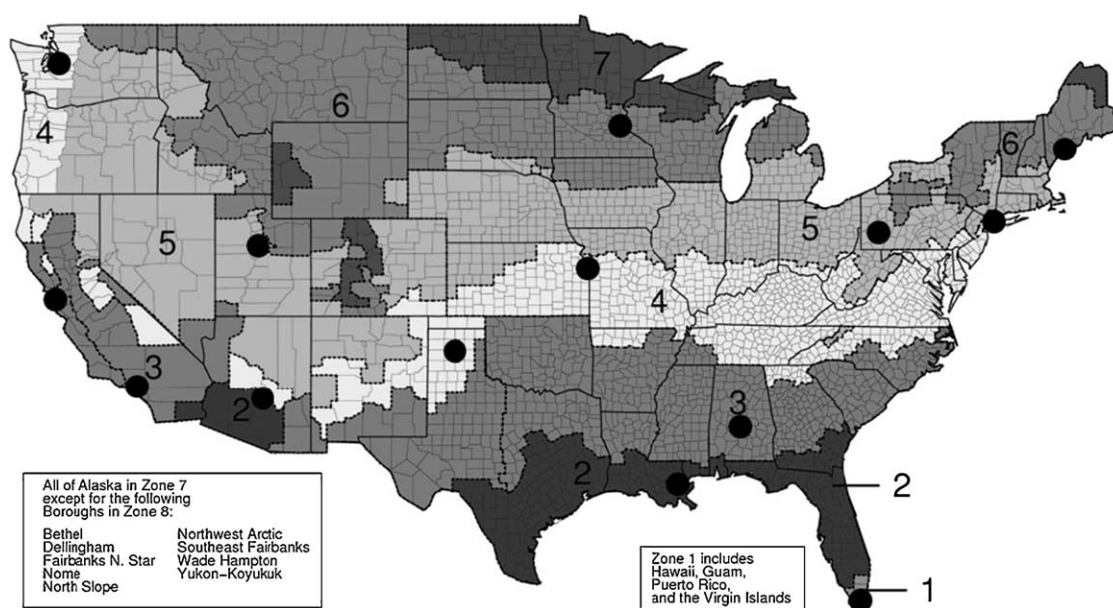 7
6
4
6
5
5
4
3
3
2
2
2
1
All of Alaska in Zone 7
except for the following
Boroughs in Zone 8:
Bethel Northwest Arctic
Dellingham Southeast Fairbanks
Fairbanks N. Star Wade Hampton
Nome Yukon-Koyukuk
North Slope
Zone 1 includes
Hawaii, Guam,
Puerto Rico,
and the Virgin Islands